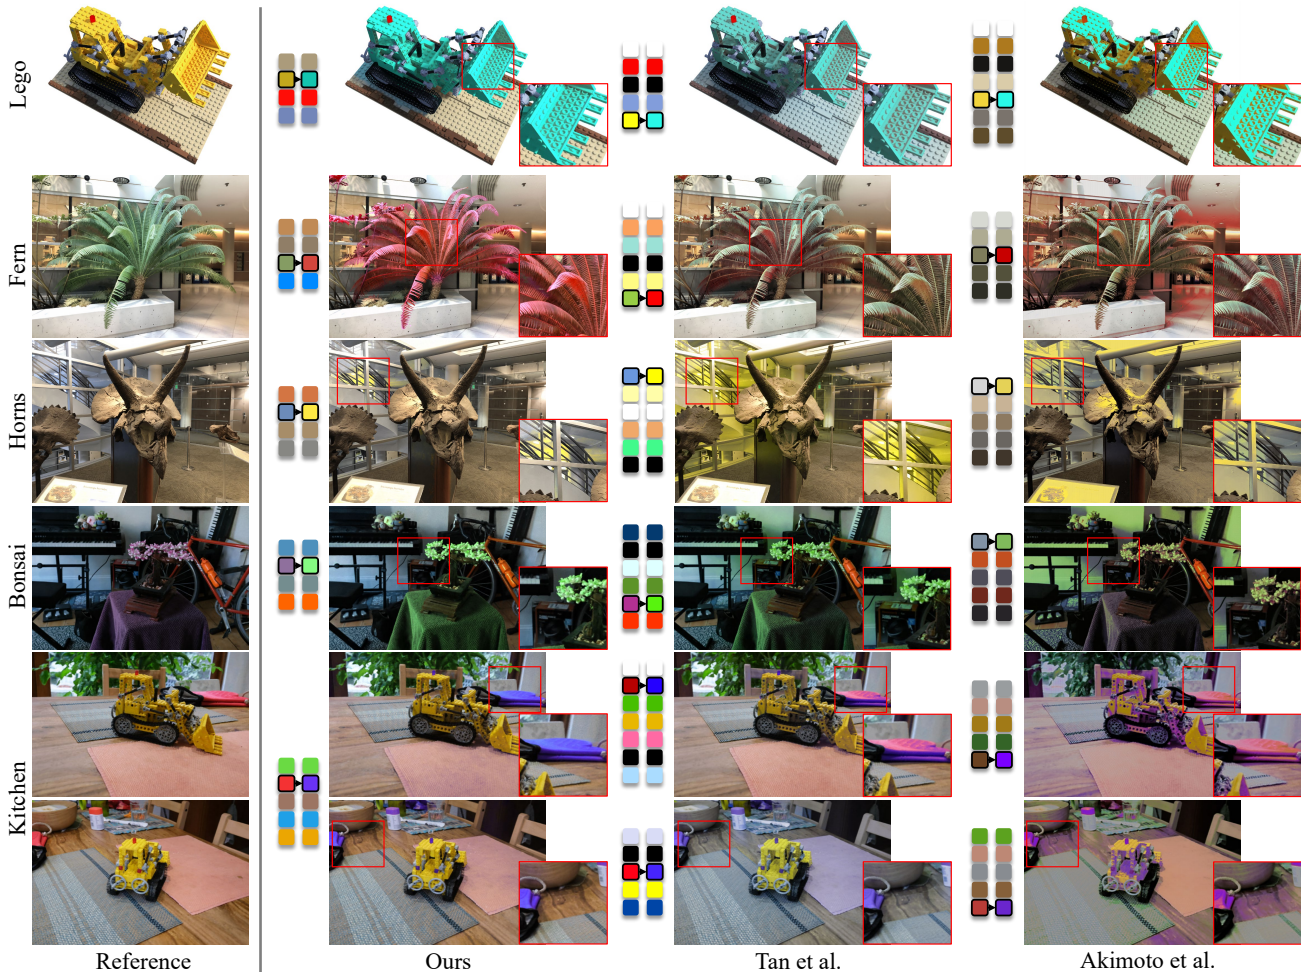 Lego
Fern
Horns
Bonsai
Kitchen
Reference
Ours
Tan et al.
Akimoto et al.